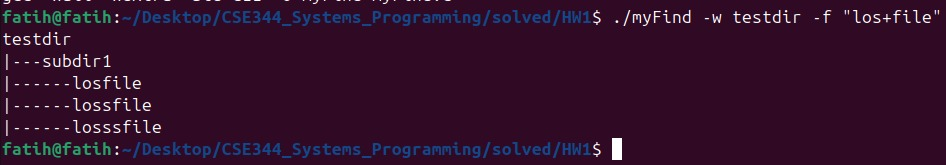 fatih@fatih:~/Desktop/CSE344_Systems_Programming/solved/HW1$ ./myFind -w testdir -f "los+file"
testdir
|---subdir1
|------losfile
|------lossfile
|------losssfile
fatih@fatih:~/Desktop/CSE344_Systems_Programming/solved/HW1$